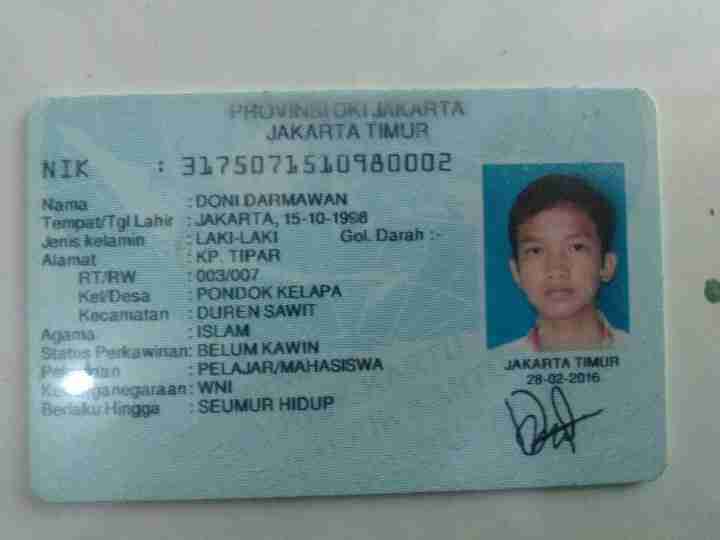 PROVINSI DKI JAKARTA
JAKARTA TIMUR
NIK : 3175071510980002
Nama : DONI DARMAWAN
Tempat/Tgl Lahir : JAKARTA, 15-10-1998
Jenis kelamin : LAKI-LAKI Gol. Darah :-
Alamat : KP. TIPAR
RT/RW : 003/007
Kel/Desa : PONDOK KELAPA
Kecamatan : DUREN SAWIT
Agama : ISLAM
Status Perkawinan: BELUM KAWIN
: PELAJAR/MAHASISWA
: WNI
Berlaku Hingga : SEUMUR HIDUP
JAKARTA TIMUR
28-02-2016